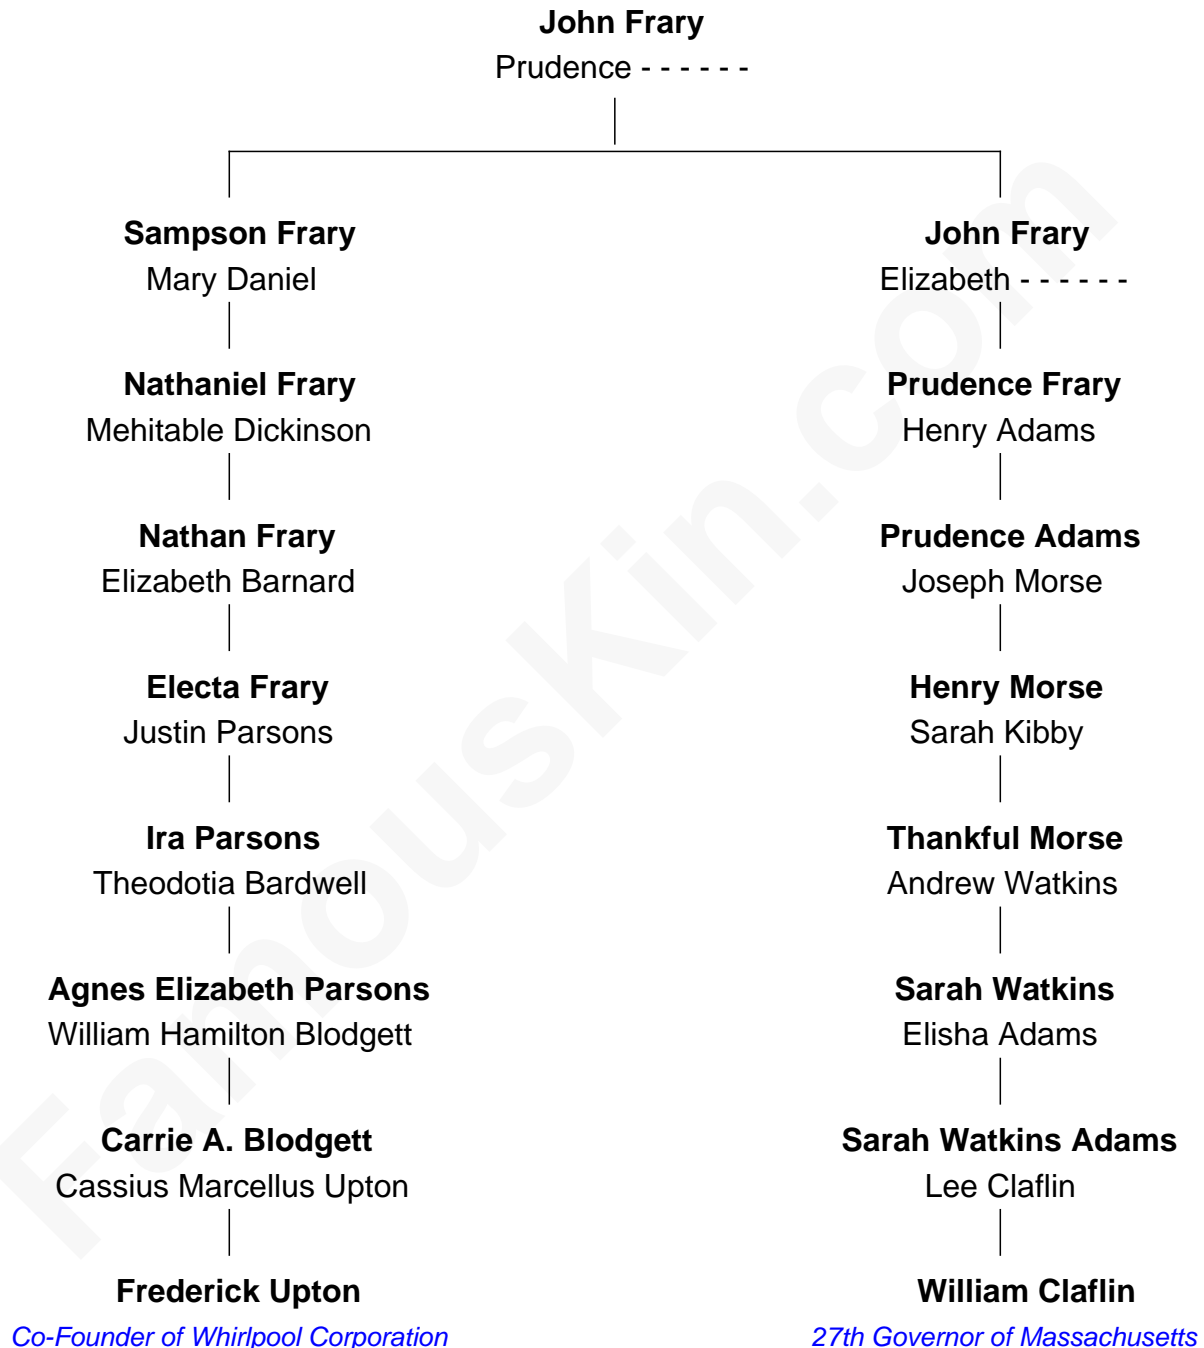 John Frary
Prudence - - - - - -
Sampson Frary
Mary Daniel
John Frary
Elizabeth - - - - - -
Nathaniel Frary
Mehitable Dickinson
Prudence Frary
Henry Adams
Nathan Frary
Elizabeth Barnard
Prudence Adams
Joseph Morse
Electa Frary
Justin Parsons
Henry Morse
Sarah Kibby
Ira Parsons
Theodotia Bardwell
Thankful Morse
Andrew Watkins
Agnes Elizabeth Parsons
William Hamilton Blodgett
Sarah Watkins
Elisha Adams
Carrie A. Blodgett
Cassius Marcellus Upton
Sarah Watkins Adams
Lee Claflin
Frederick Upton
Co-Founder of Whirlpool Corporation
William Claflin
27th Governor of Massachusetts
FamousKin.com